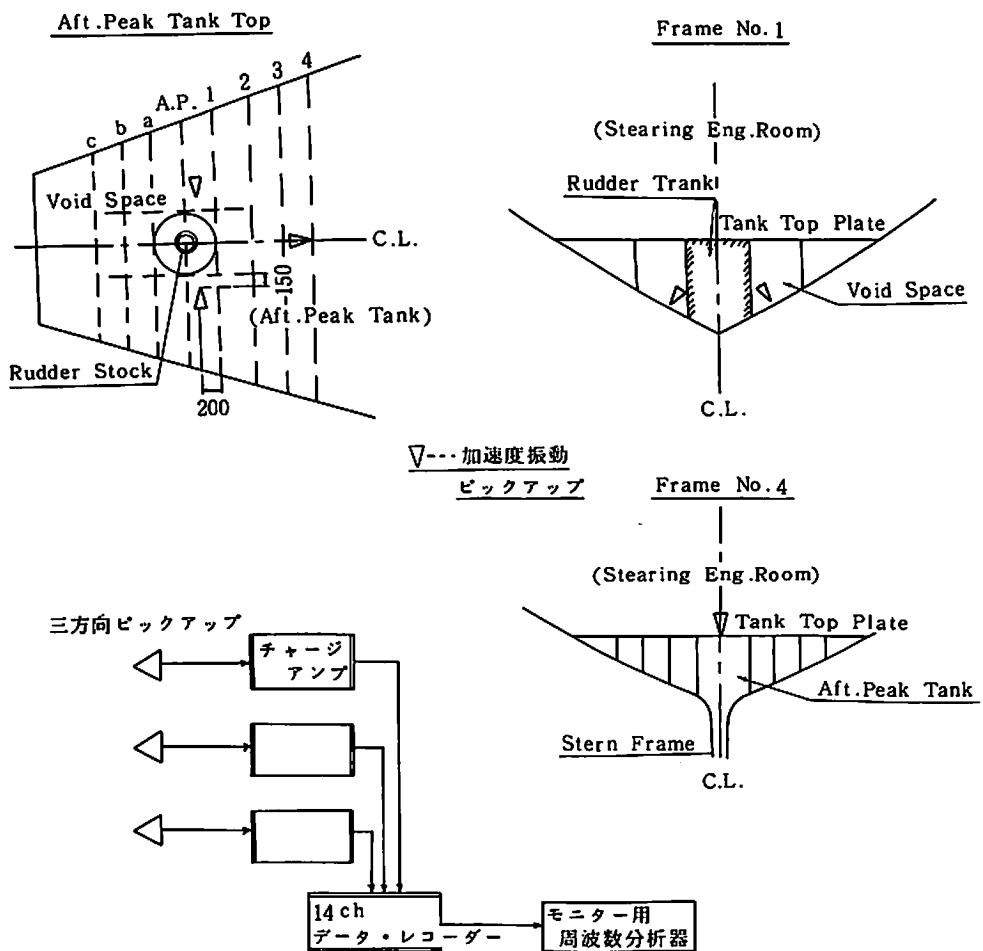 Aft.Peak Tank Top
c b a A.P. 1 2 3 4
Void Space
C.L.
150
(Aft.Peak Tank)
Rudder Stock
200
Frame No.1
(Stearing Eng.Room)
Rudder Trank
Tank Top Plate
Void Space
C.L.
▽---加速度振動
ピックアップ
Frame No.4
(Stearing Eng.Room)
Tank Top Plate
Aft.Peak Tank
Stern Frame
C.L.
三方向ピックアップ
チャージ
アンプ
14ch
データ・レコーダー
モニター用
周波数分析器